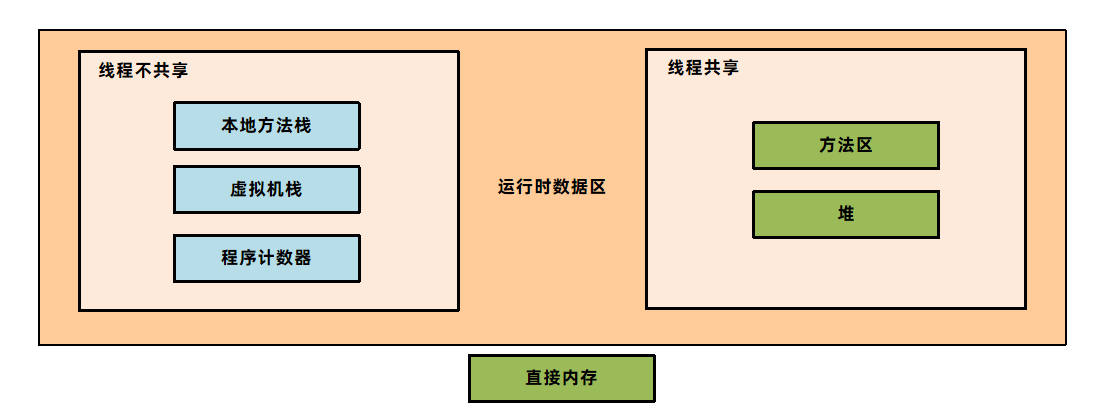 线程不共享
本地方法栈
虚拟机栈
程序计数器
运行时数据区
线程共享
方法区
堆
直接内存